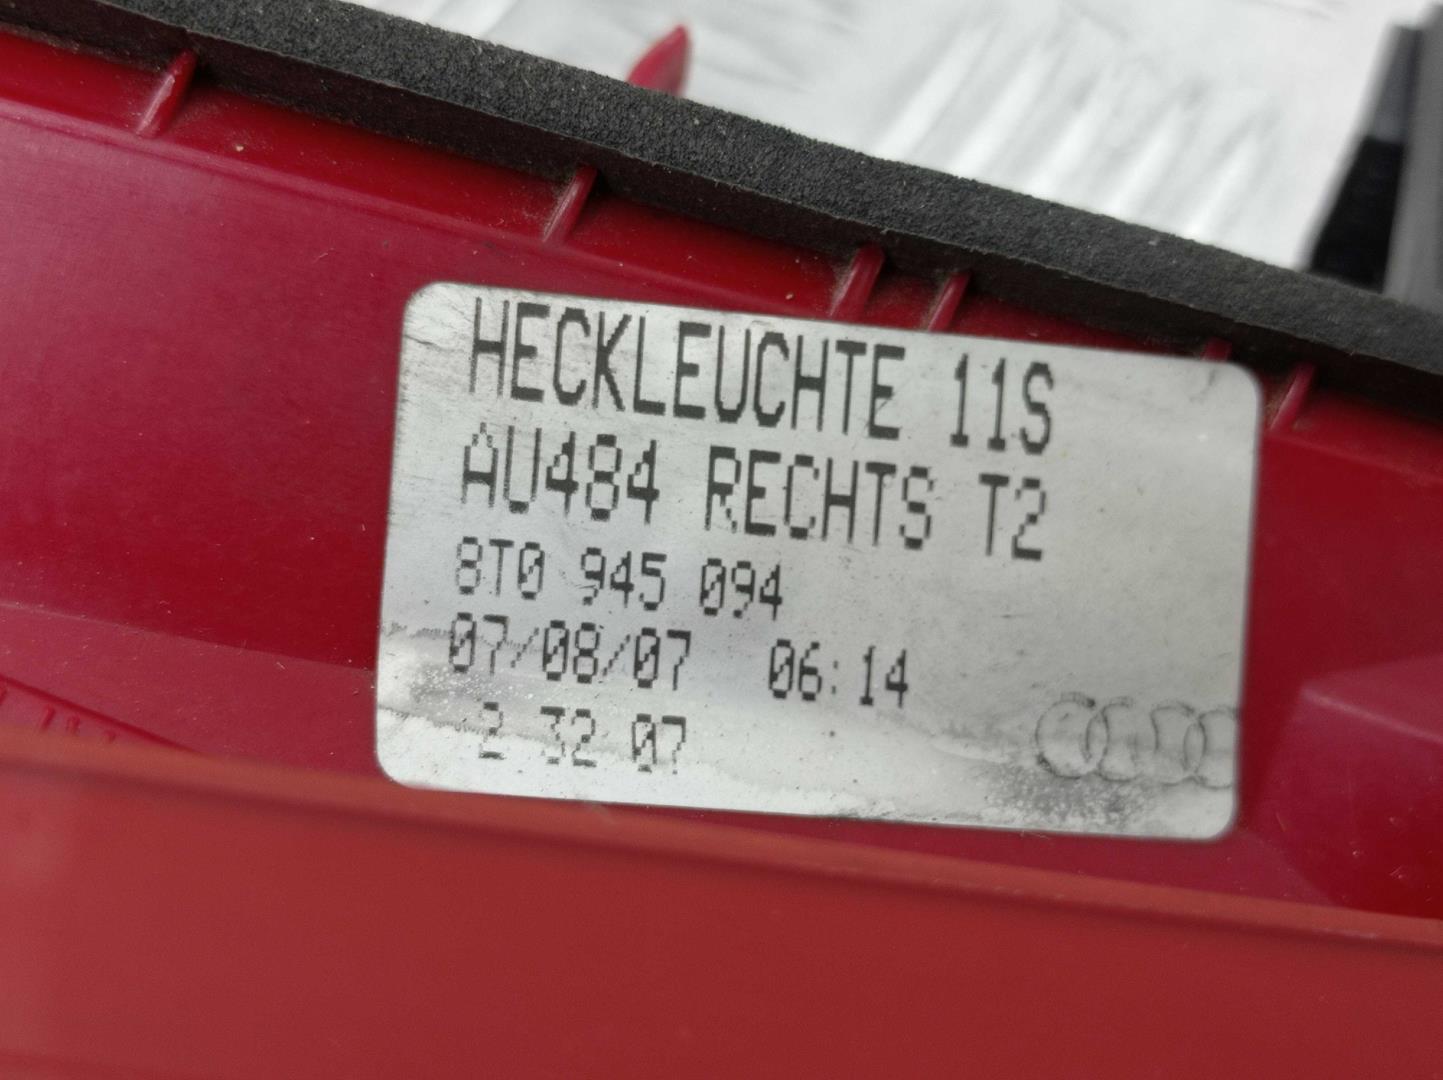 HECKLEUCHTE 11S
AU484 RECHTS T2
8T0 945 094
07/08/07 06:14
2 32 07